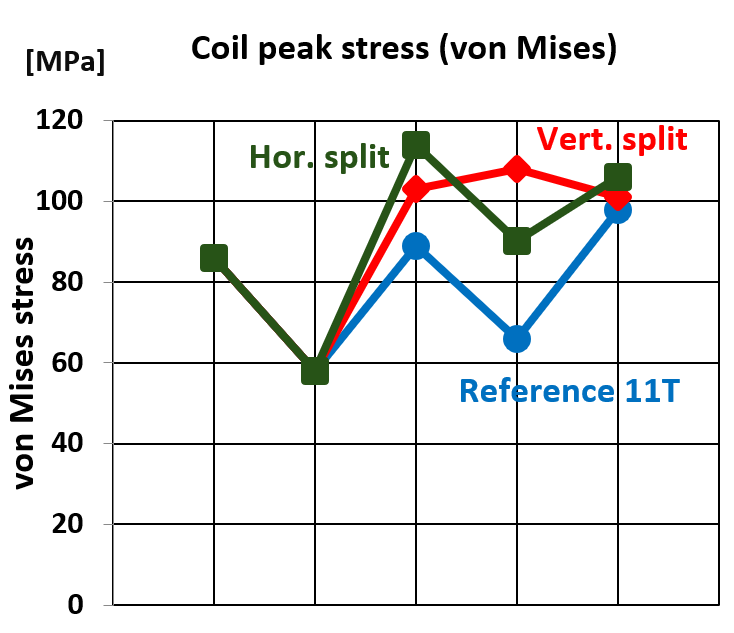 Coil peak stress (von Mises)
[MPa]
120
Vert. split
Hor. split
100
80
von Mises stress
60
Reference 11T
40
20
0